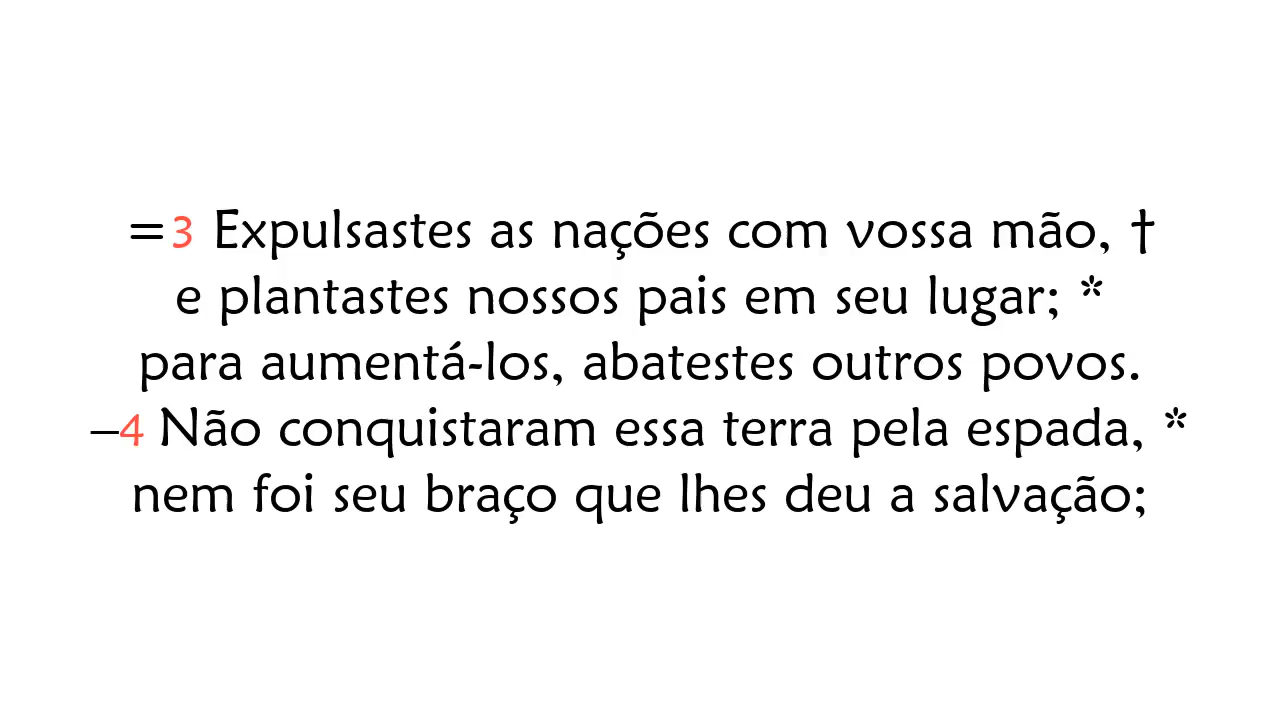 =3 Expulsastes as nações com vossa mão, †
e plantastes nossos pais em seu lugar; *
para aumentá-los, abatestes outros povos.
–4 Não conquistaram essa terra pela espada, *
nem foi seu braço que lhes deu a salvação;